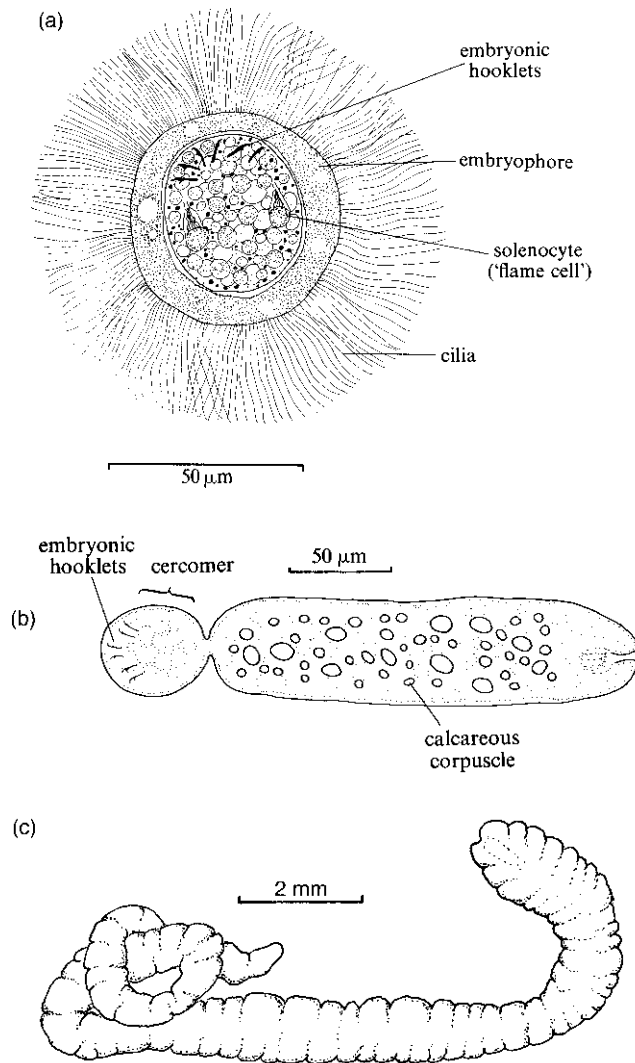 (a)
embryonic
hooklets
embryophore
solenocyte
('flame cell')
cilia
50 μm
embryonic
hooklets
cercomer
50 μm
(b)
calcareous
corpuscle
(c)
2 mm